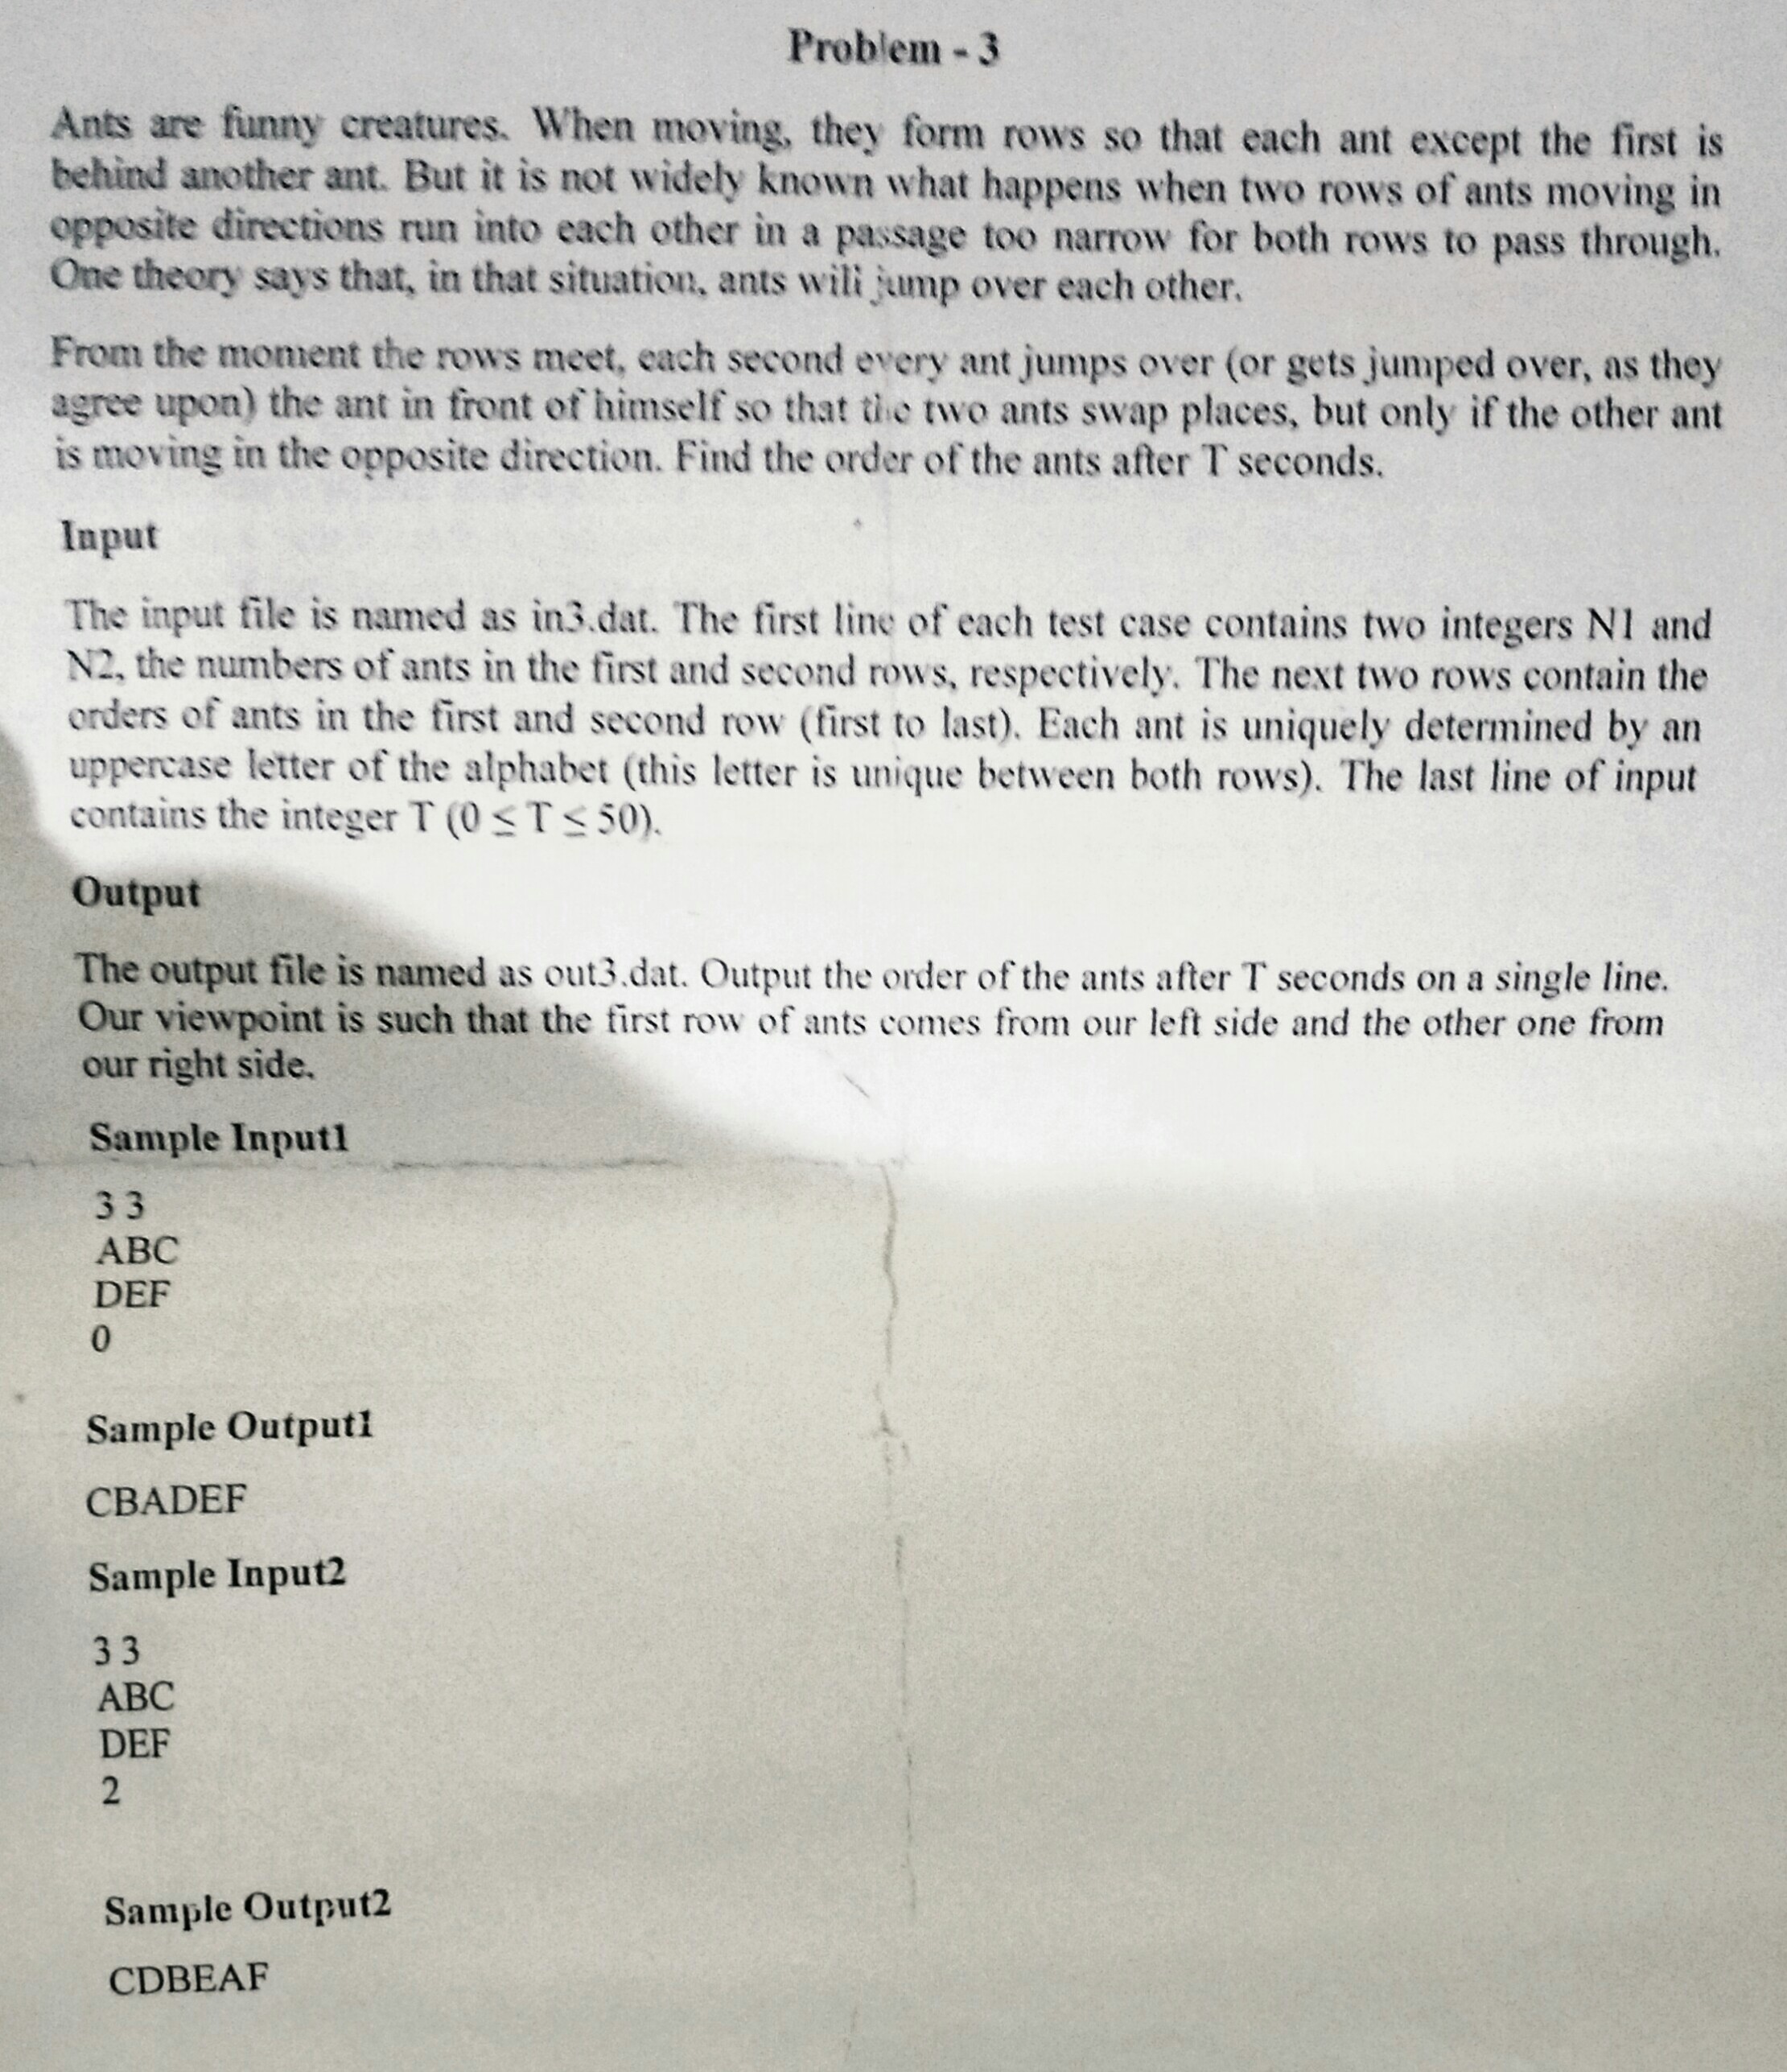 Problem - 3
Ants are funny creatures. When moving, they form rows so that each ant except the first is
behind another ant. But it is not widely known what happens when two rows of ants moving in
opposite directions run into each other in a passage too narrow for both rows to pass through.
One theory says that, in that situation, ants will jump over each other.
From the moment the rows meet, each second every ant jumps over (or gets jumped over, as they
agree upon) the ant in front of himself so that the two ants swap places, but only if the other ant
is moving in the opposite direction. Find the order of the ants after T seconds.
Input
The input file is named as in3.dat. The first line of each test case contains two integers N1 and
N2, the numbers of ants in the first and second rows, respectively. The next two rows contain the
orders of ants in the first and second row (first to last). Each ant is uniquely determined by an
uppercase letter of the alphabet (this letter is unique between both rows). The last line of input
contains the integer T (0 ≤ T ≤ 50).
Output
The output file is named as out3.dat. Output the order of the ants after T seconds on a single line.
Our viewpoint is such that the first row of ants comes from our left side and the other one from
our right side.
Sample Input1
3 3
ABC
DEF
0
Sample Output1
CBADEF
Sample Input2
3 3
ABC
DEF
2
Sample Output2
CDBEAF